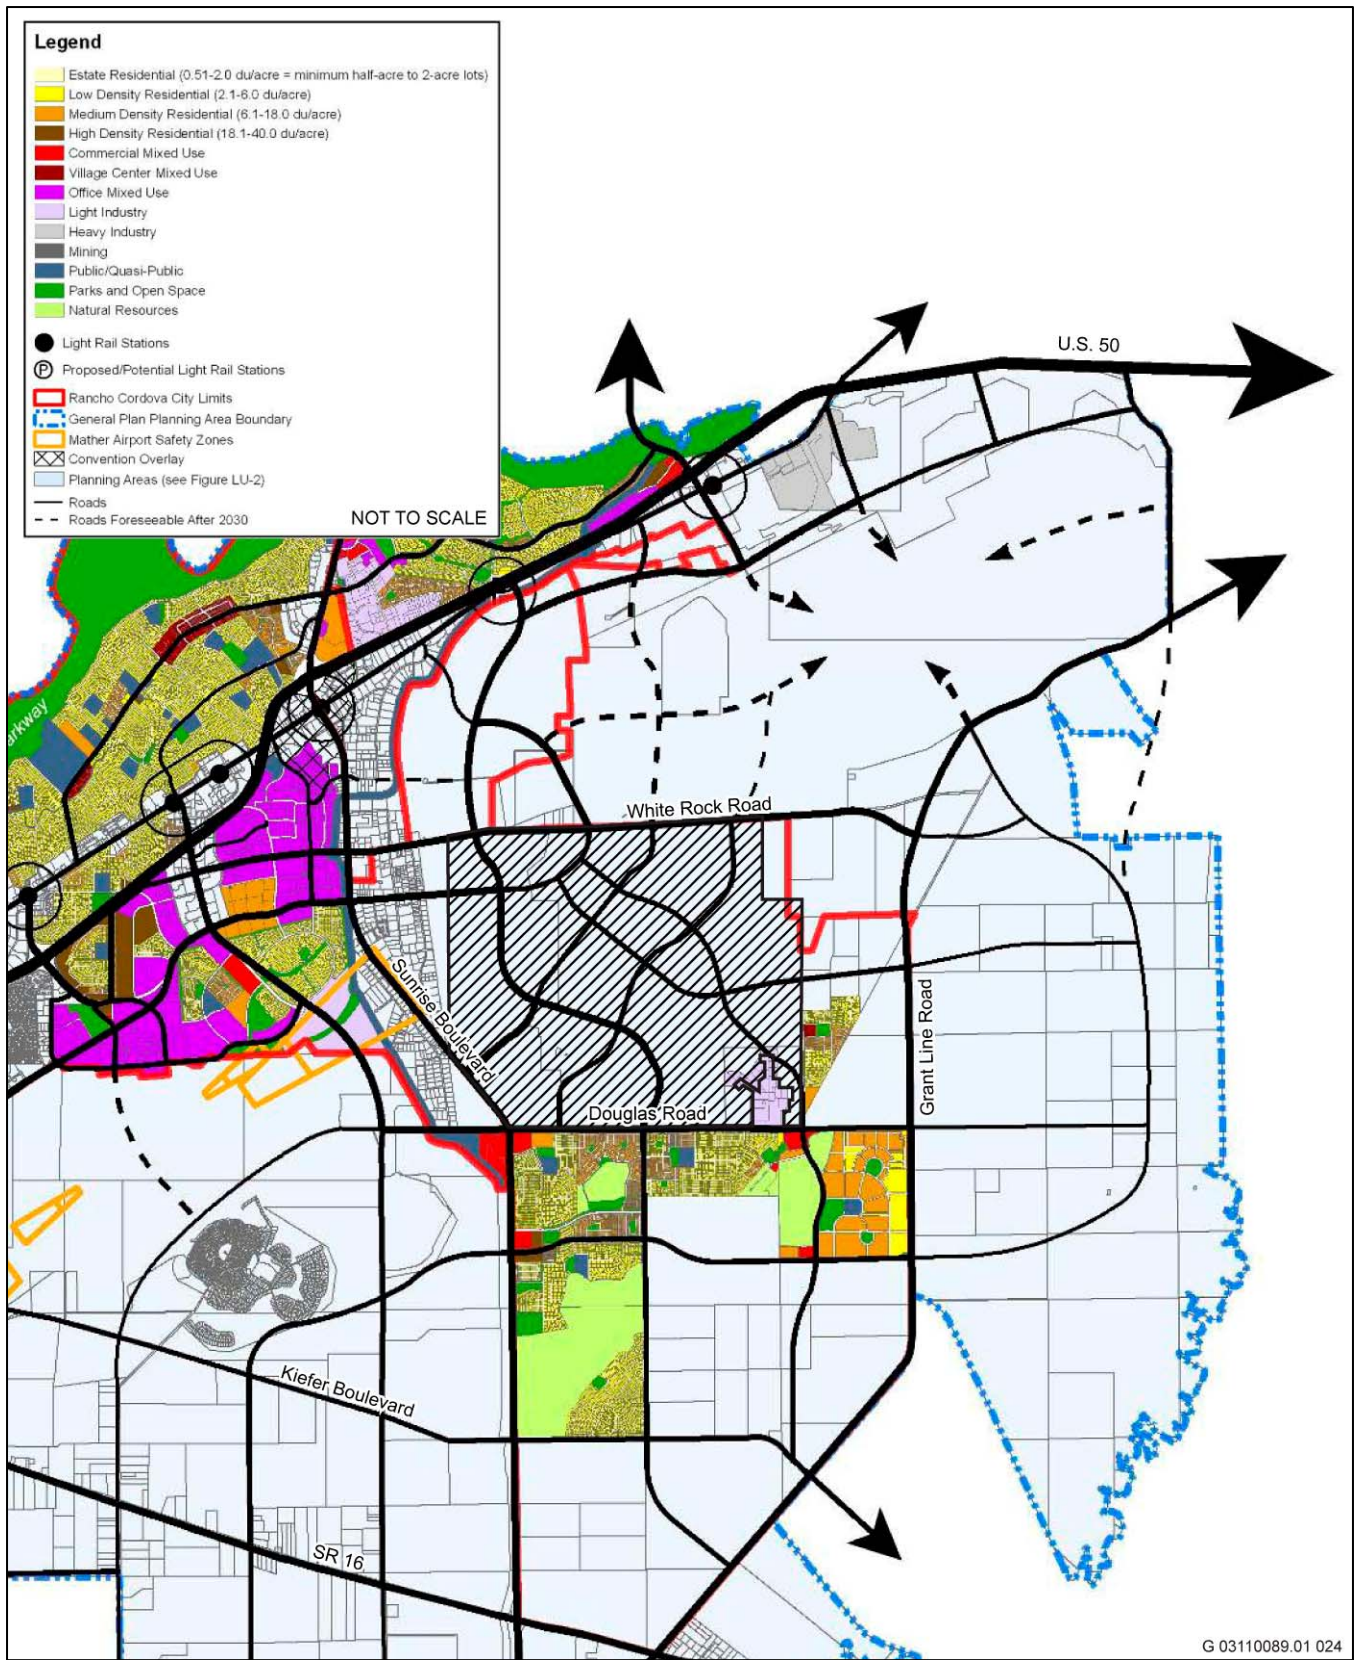 Legend
Estate Residential (0.51-2.0 du/acre = minimum half-acre to 2-acre lots)
Low Density Residential (2.1-6.0 du/acre)
Medium Density Residential (6.1-18.0 du/acre)
High Density Residential (18.1-40.0 du/acre)
Commercial Mixed Use
Village Center Mixed Use
Office Mixed Use
Light Industry
Heavy Industry
Mining
Public/Quasi-Public
Parks and Open Space
Natural Resources
Light Rail Stations
P Proposed/Potential Light Rail Stations
Rancho Cordova City Limits
General Plan Planning Area Boundary
Mather Airport Safety Zones
Convention Overlay
Planning Areas (see Figure LU-2)
Roads
Roads Foreseeable After 2030
NOT TO SCALE
U.S. 50
arkway
White Rock Road
Sunrise Boulevard
Grant Line Road
Douglas Road
Kiefer Boulevard
SR 16
G 03110089.01 024